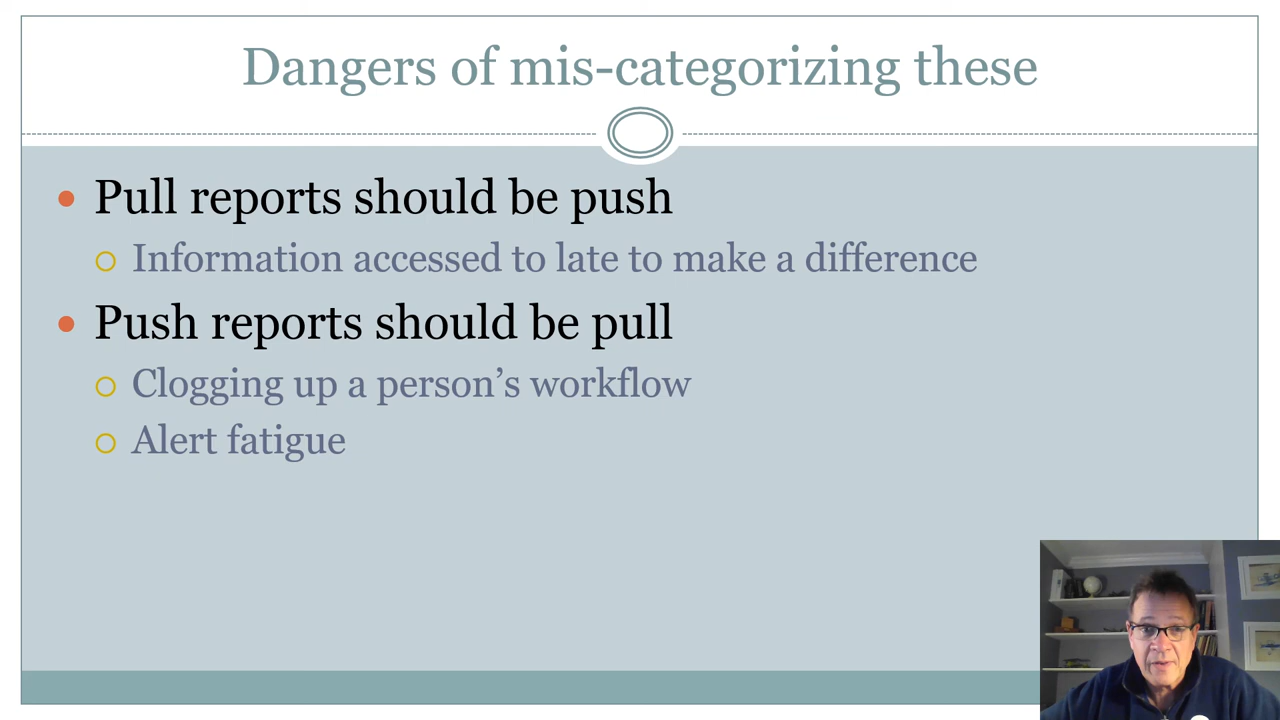 Dangers of mis-categorizing these
Pull reports should be push
Information accessed to late to make a difference
Push reports should be pull
Clogging up a person’s workflow
Alert fatigue